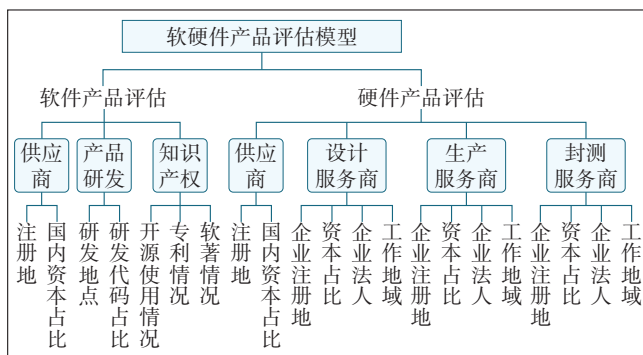 软硬件产品评估模型
软件产品评估
硬件产品评估
供应商
产品研发
知识产权
供应商
设计服务商
生产服务商
封测服务商
注册地
国内资本占比
研发地点
研发代码占比
开源使用情况
专利情况
软著情况
注册地
国内资本占比
企业注册地
资本占比
企业法人
工作地域
企业注册地
资本占比
企业法人
工作地域
企业注册地
资本占比
企业法人
工作地域